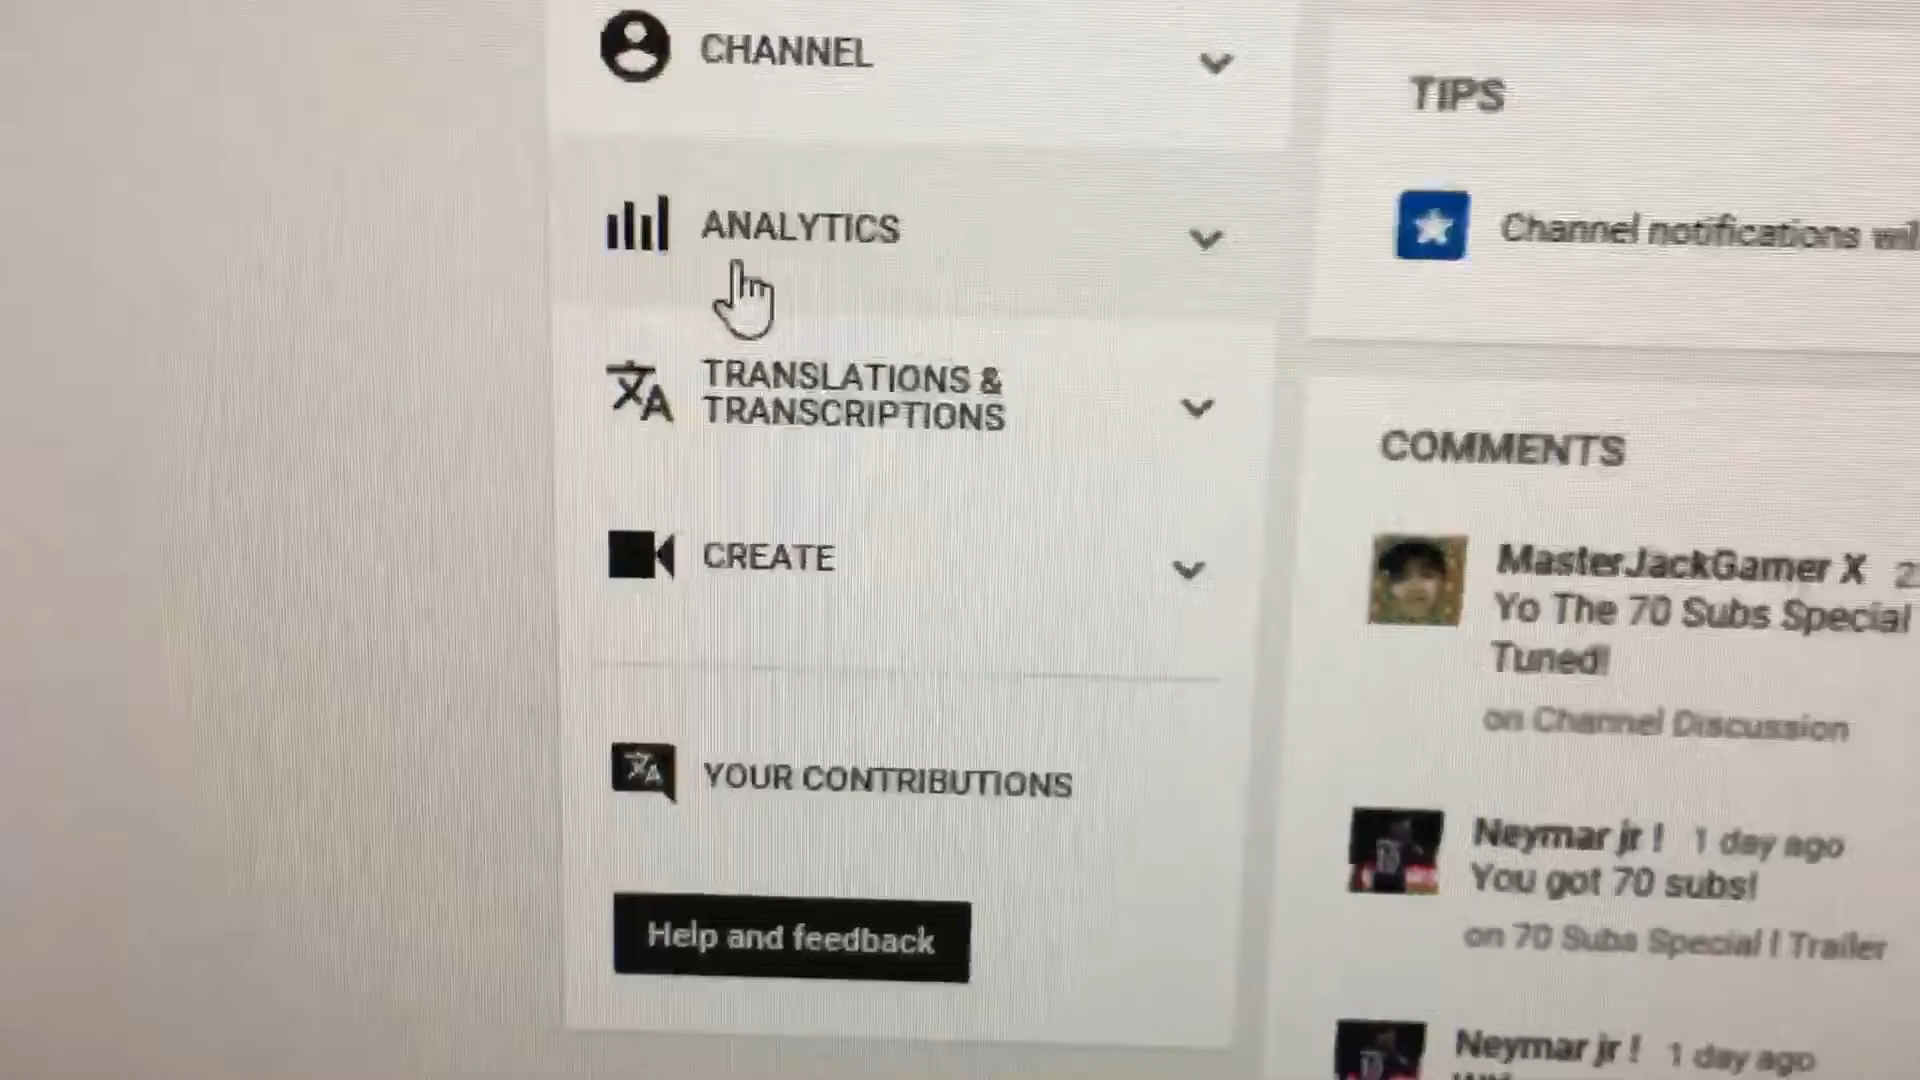 CHANNEL
ANALYTICS
TRANSLATIONS &
TRANSCRIPTIONS
CREATE
YOUR CONTRIBUTIONS
Help and feedback
TIPS
Channel notifications
COMMENTS
MasterJackGamer X
Yo The 70 Subs Special
Tuned!
on Channel Discussion
Neymar jr ! 1 day ago
You got 70 subs!
on 70 Subs Special | Trailer
Neymar jr ! 1 day ago